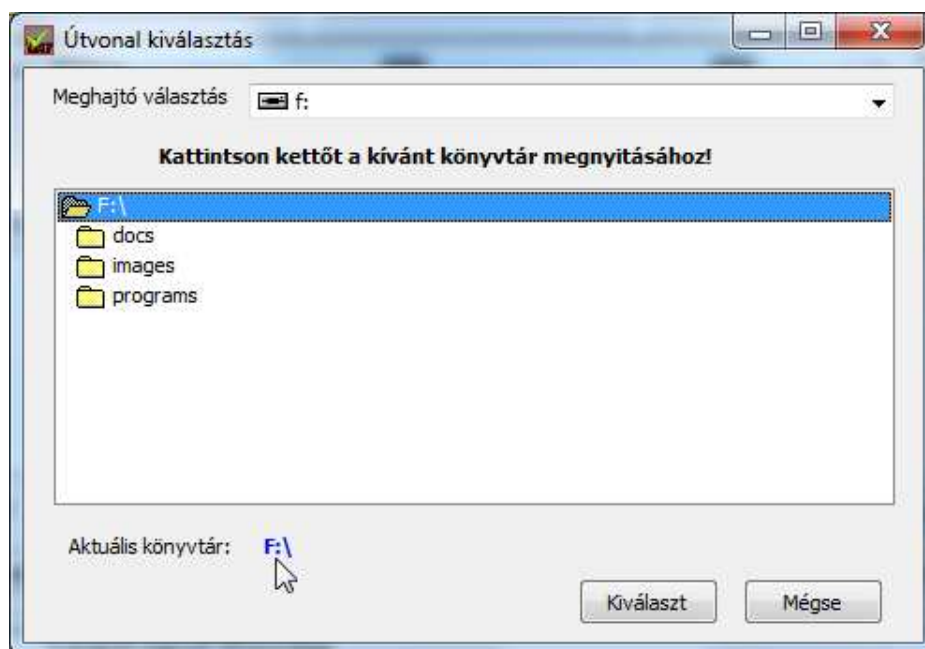 Útvonal kiválasztás
Meghajtó választás f:
Kattintson kettőt a kívánt könyvtár megnyitásához!
F:\
docs
images
programs
Aktuális könyvtár: F:\
Kiválaszt Mégse